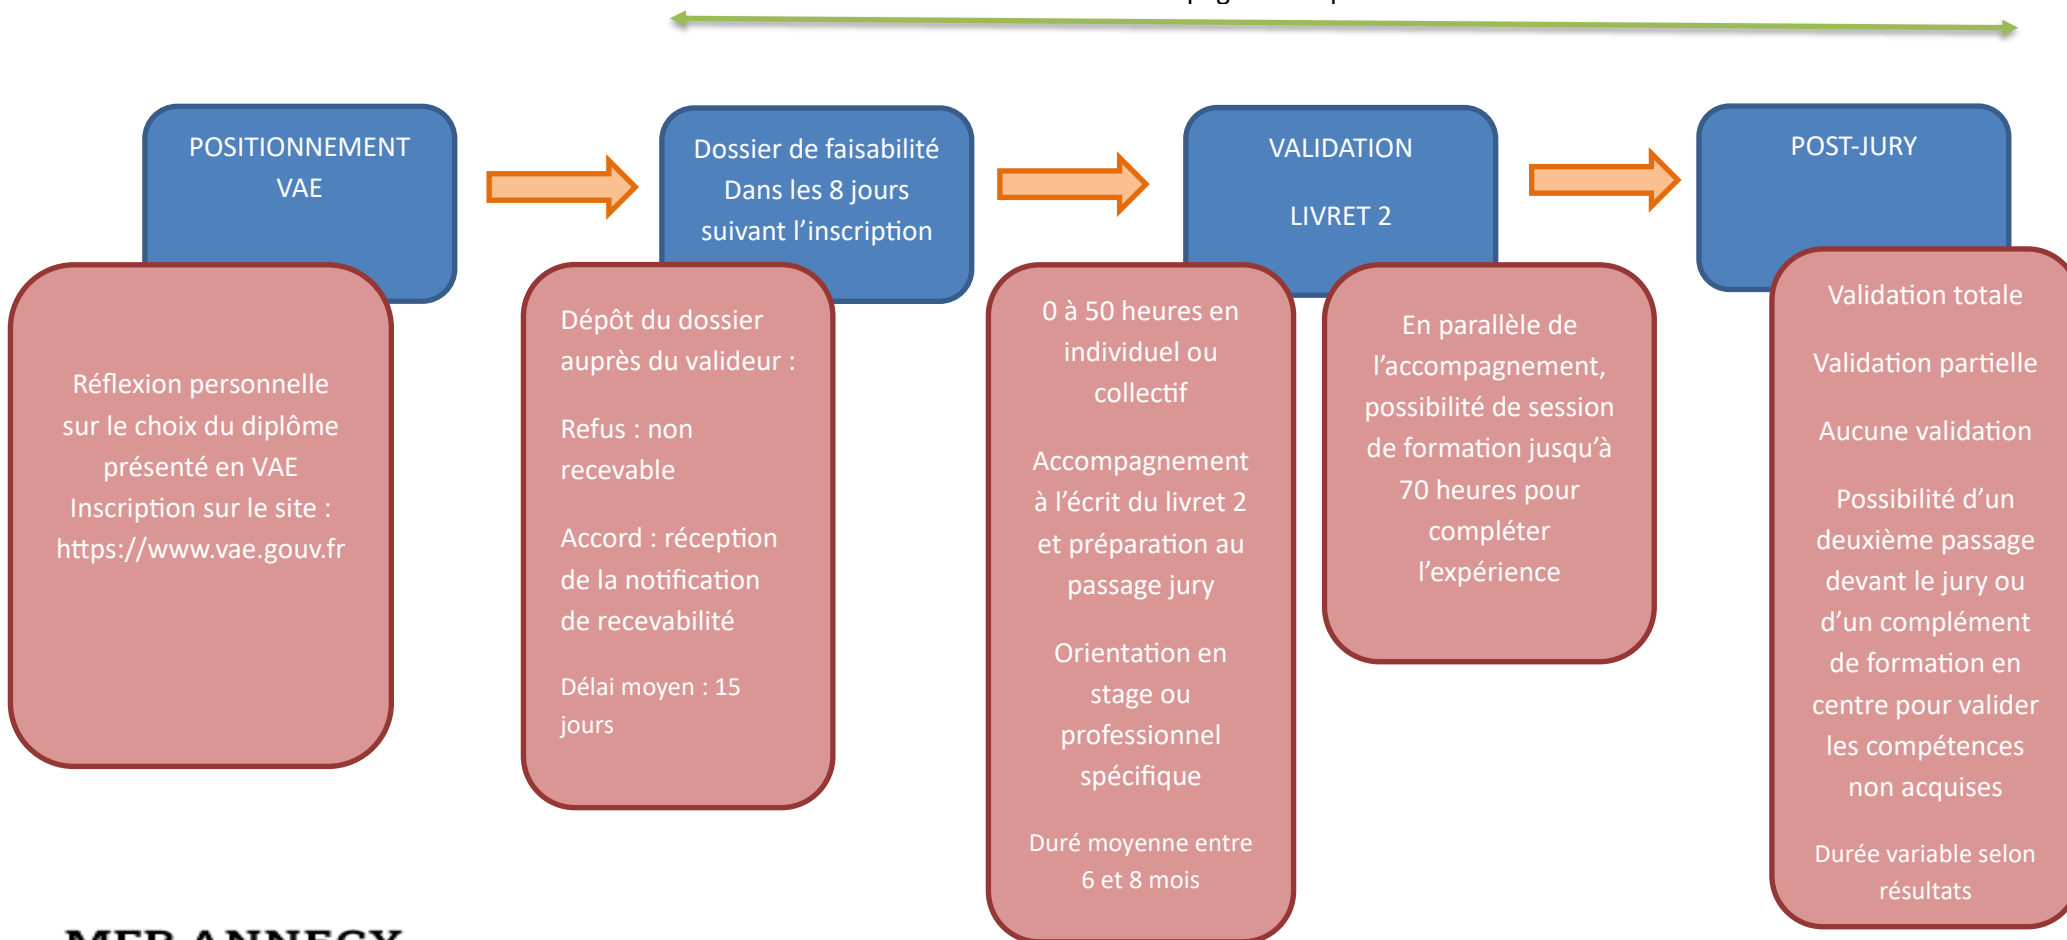 POSITIONNEMENT
VAE
Réflexion personnelle
sur le choix du diplôme
présenté en VAE
Inscription sur le site :
https://www.vae.gouv.fr
Dossier de faisabilité
Dans les 8 jours
suivant l’inscription
Dépôt du dossier
auprès du valideur :
Refus : non
recevable
Accord : réception
de la notification
de recevabilité
Délai moyen : 15
jours
VALIDATION
LIVRET 2
0 à 50 heures en
individuel ou
collectif
Accompagnement
à l’écrit du livret 2
et préparation au
passage jury
Orientation en
stage ou
professionnel
spécifique
Duré moyenne entre
6 et 8 mois
En parallèle de
l’accompagnement,
possibilité de session
de formation jusqu’à
70 heures pour
compléter
l’expérience
POST-JURY
Validation totale
Validation partielle
Aucune validation
Possibilité d’un
deuxième passage
devant le jury ou
d’un complément
de formation en
centre pour valider
les compétences
non acquises
Durée variable selon
résultats
MFR ANNECY